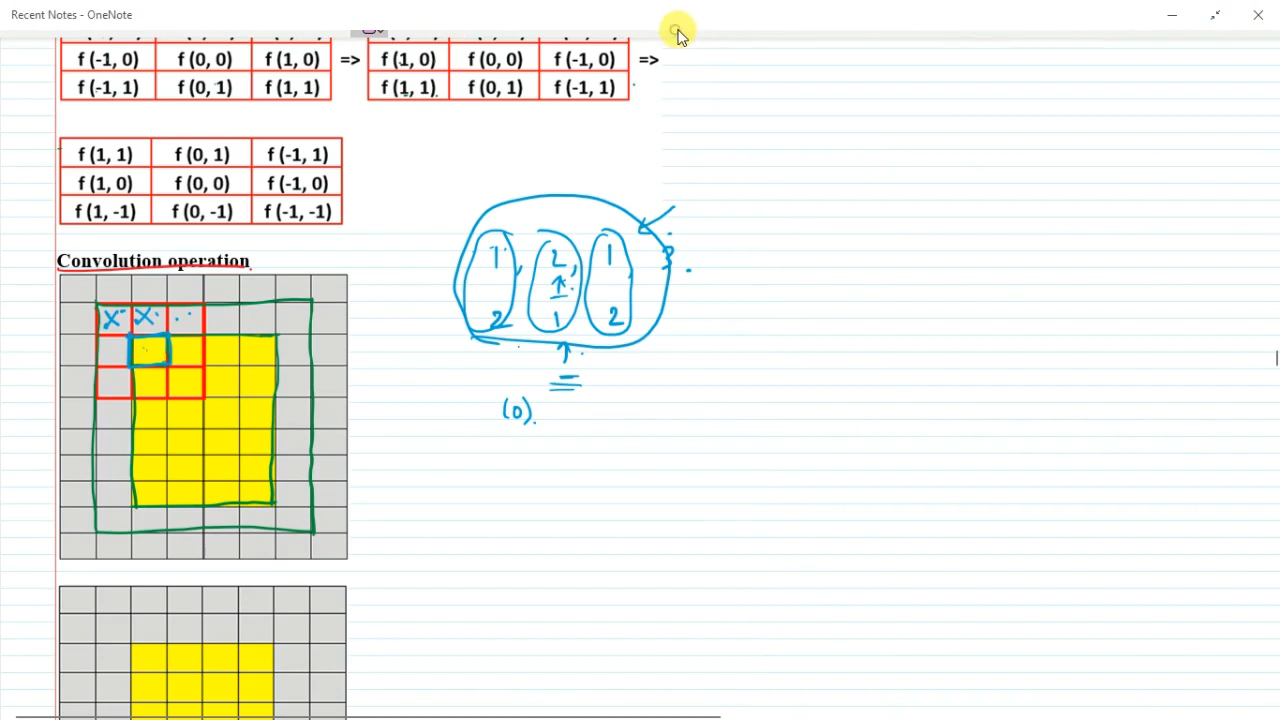 Recent Notes - OneNote
f (-1, 0) f (0, 0) f (1, 0) => f (1, 0) f (0, 0) f (-1, 0) =>
f (-1, 1) f (0, 1) f (1, 1) f (1, 1) f (0, 1) f (-1, 1)
f (1, 1) f (0, 1) f (-1, 1)
f (1, 0) f (0, 0) f (-1, 0)
f (1, -1) f (0, -1) f (-1, -1)
Convolution operation
1, 2, 1 }
↑
2 1 2
↑
X X
(0).